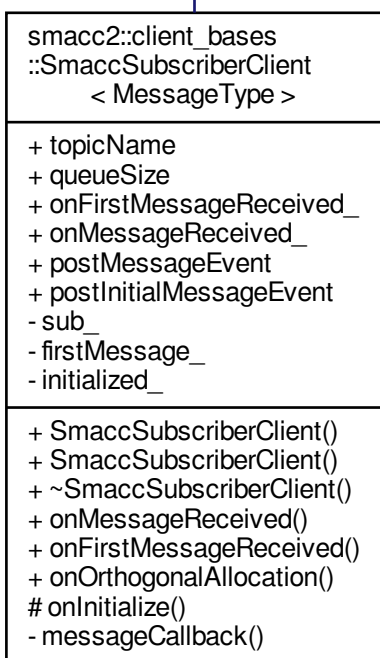 smacc2::client_bases
::SmaccSubscriberClient
< MessageType >
+ topicName
+ queueSize
+ onFirstMessageReceived_
+ onMessageReceived_
+ postMessageEvent
+ postInitialMessageEvent
- sub_
- firstMessage_
- initialized_
+ SmaccSubscriberClient()
+ SmaccSubscriberClient()
+ ~SmaccSubscriberClient()
+ onMessageReceived()
+ onFirstMessageReceived()
+ onOrthogonalAllocation()
# onInitialize()
- messageCallback()